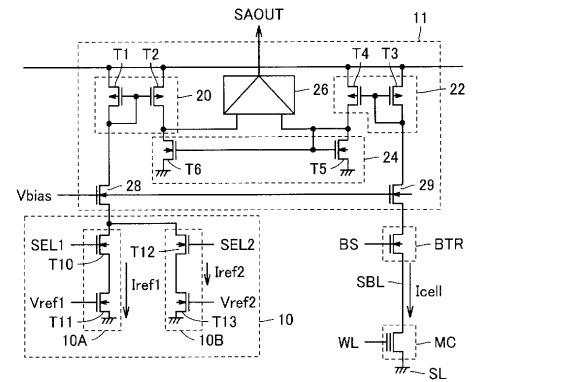 SAOUT
11
T1 T2 T4 T3
20 26 22
24
T6 T5
Vbias 28 29
SEL1 T12 SEL2 BS BTR
T10
Iref1 Iref2 SBL Icell
Vref1 Vref2
T11 T13 10
10A 10B WL MC
SL